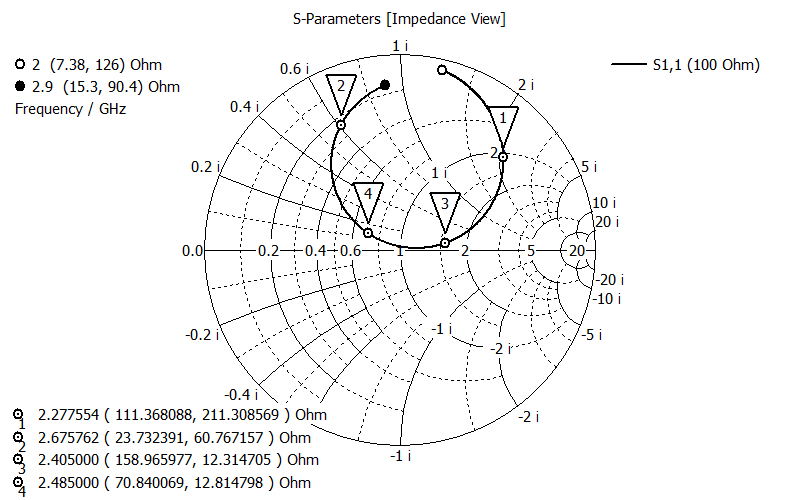 S-Parameters [Impedance View]
2 (7.38, 126) Ohm
2.9 (15.3, 90.4) Ohm
Frequency / GHz
S1,1 (100 Ohm)
1 i
0.6 i
2 i
0.4 i
0.2 i
5 i
10 i
20 i
2
1
2
1 i
4
3
0.0
0.2
0.4
0.6
1
2
5
20
-20 i
-10 i
-0.2 i
-1 i
-2 i
-5 i
-0.4 i
-2 i
-1 i
1 2.277554 ( 111.368088, 211.308569 ) Ohm
2 2.675762 ( 23.732391, 60.767157 ) Ohm
3 2.405000 ( 158.965977, 12.314705 ) Ohm
4 2.485000 ( 70.840069, 12.814798 ) Ohm